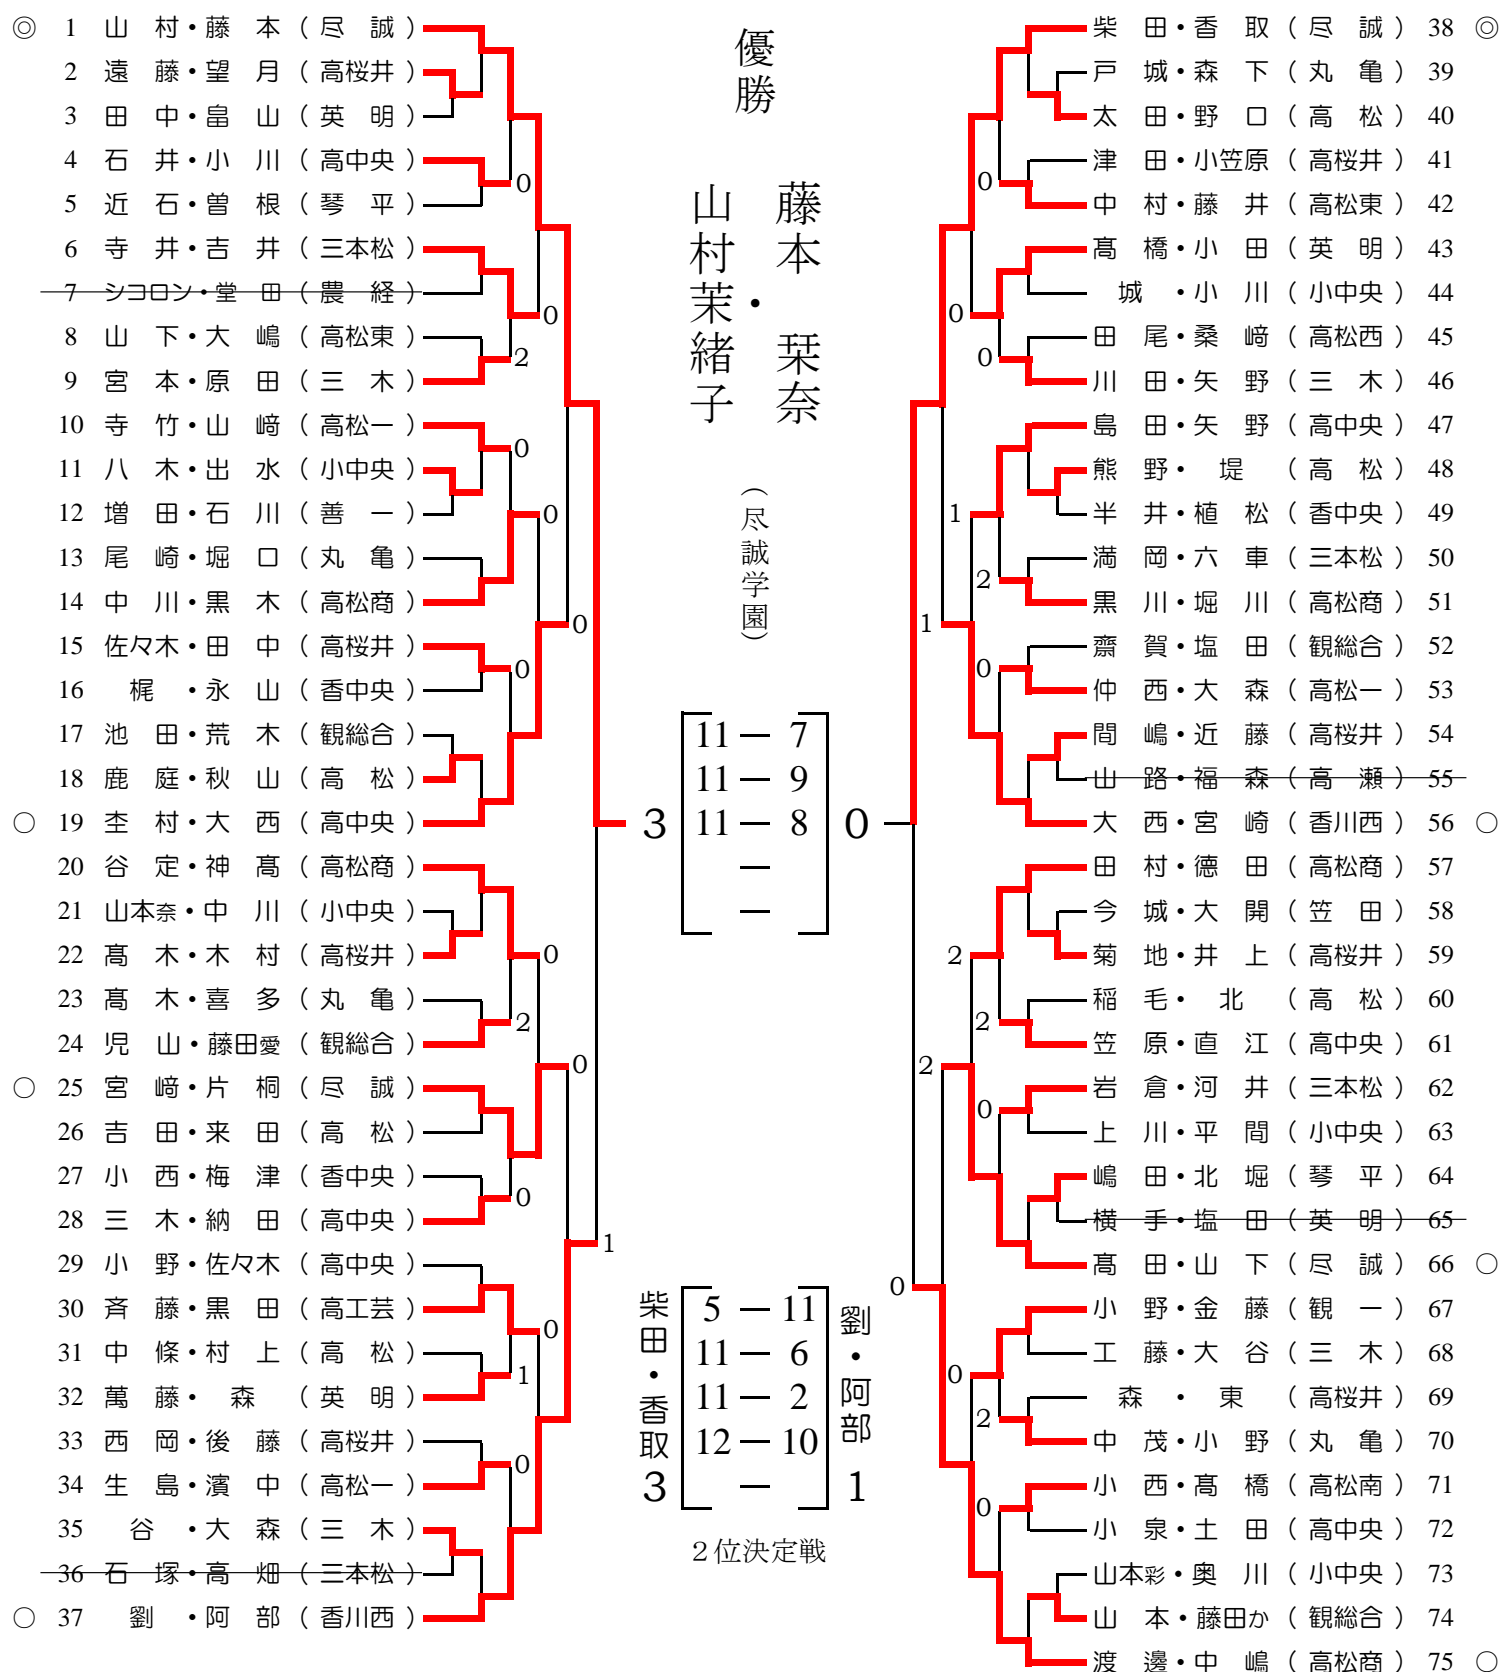 ◎ 1 山 村・藤 本 ( 尽 誠 )
2 遠 藤・望 月 ( 高桜井 )
3 田 中・畠 山 ( 英 明 )
4 石 井・小 川 ( 高中央 )
5 近 石・曽 根 ( 琴 平 )
6 寺 井・吉 井 ( 三本松 )
7 シコロン・堂 田 ( 農 経 )
8 山 下・大 嶋 ( 高松東 )
9 宮 本・原 田 ( 三 木 )
10 寺 竹・山 﨑 ( 高松一 )
11 八 木・出 水 ( 小中央 )
12 増 田・石 川 ( 善 一 )
13 尾 崎・堀 口 ( 丸 亀 )
14 中 川・黒 木 ( 高松商 )
15 佐々木・田 中 ( 高桜井 )
16 梶 ・永 山 ( 香中央 )
17 池 田・荒 木 ( 観総合 )
18 鹿 庭・秋 山 ( 高 松 )
○ 19 杢 村・大 西 ( 高中央 )
20 谷 定・神 髙 ( 高松商 )
21 山本奈・中 川 ( 小中央 )
22 髙 木・木 村 ( 高桜井 )
23 髙 木・喜 多 ( 丸 亀 )
24 児 山・藤田愛 ( 観総合 )
○ 25 宮 﨑・片 桐 ( 尽 誠 )
26 吉 田・来 田 ( 高 松 )
27 小 西・梅 津 ( 香中央 )
28 三 木・納 田 ( 高中央 )
29 小 野・佐々木 ( 高中央 )
30 斉 藤・黒 田 ( 高工芸 )
31 中 條・村 上 ( 高 松 )
32 萬 藤・ 森 ( 英 明 )
33 西 岡・後 藤 ( 高桜井 )
34 生 島・濱 中 ( 高松一 )
35 谷 ・大 森 ( 三 木 )
36 石 塚・高 畑 ( 三本松 )
○ 37 劉 ・阿 部 ( 香川西 )
0
0
2
0
0
0
0
0
2
0
0
1
0
1
0
優勝
藤本 栞奈
・
山村茉緒子
(尽誠学園)
3
11 — 7
11 — 9
11 — 8
—
—
0
柴田・香取
3
5 — 11
11 — 6
11 — 2
12 — 10
—
劉・阿部
1
2位決定戦
0
0
0
1
2
1
0
2
2
2
0
0
0
2
0
柴 田・香 取 ( 尽 誠 ) 38 ◎
戸 城・森 下 ( 丸 亀 ) 39
太 田・野 口 ( 高 松 ) 40
津 田・小笠原 ( 高桜井 ) 41
中 村・藤 井 ( 高松東 ) 42
髙 橋・小 田 ( 英 明 ) 43
城 ・小 川 ( 小中央 ) 44
田 尾・桑 﨑 ( 高松西 ) 45
川 田・矢 野 ( 三 木 ) 46
島 田・矢 野 ( 高中央 ) 47
熊 野・ 堤 ( 高 松 ) 48
半 井・植 松 ( 香中央 ) 49
満 岡・六 車 ( 三本松 ) 50
黒 川・堀 川 ( 高松商 ) 51
齋 賀・塩 田 ( 観総合 ) 52
仲 西・大 森 ( 高松一 ) 53
間 嶋・近 藤 ( 高桜井 ) 54
山 路・福 森 ( 高 瀬 ) 55
大 西・宮 崎 ( 香川西 ) 56 ○
田 村・德 田 ( 高松商 ) 57
今 城・大 開 ( 笠 田 ) 58
菊 地・井 上 ( 高桜井 ) 59
稲 毛・ 北 ( 高 松 ) 60
笠 原・直 江 ( 高中央 ) 61
岩 倉・河 井 ( 三本松 ) 62
上 川・平 間 ( 小中央 ) 63
嶋 田・北 堀 ( 琴 平 ) 64
横 手・塩 田 ( 英 明 ) 65
髙 田・山 下 ( 尽 誠 ) 66 ○
小 野・金 藤 ( 観 一 ) 67
工 藤・大 谷 ( 三 木 ) 68
森 ・ 東 ( 高桜井 ) 69
中 茂・小 野 ( 丸 亀 ) 70
小 西・髙 橋 ( 高松南 ) 71
小 泉・土 田 ( 高中央 ) 72
山本彩・奥 川 ( 小中央 ) 73
山 本・藤田か ( 観総合 ) 74
渡 邊・中 嶋 ( 高松商 ) 75 ○